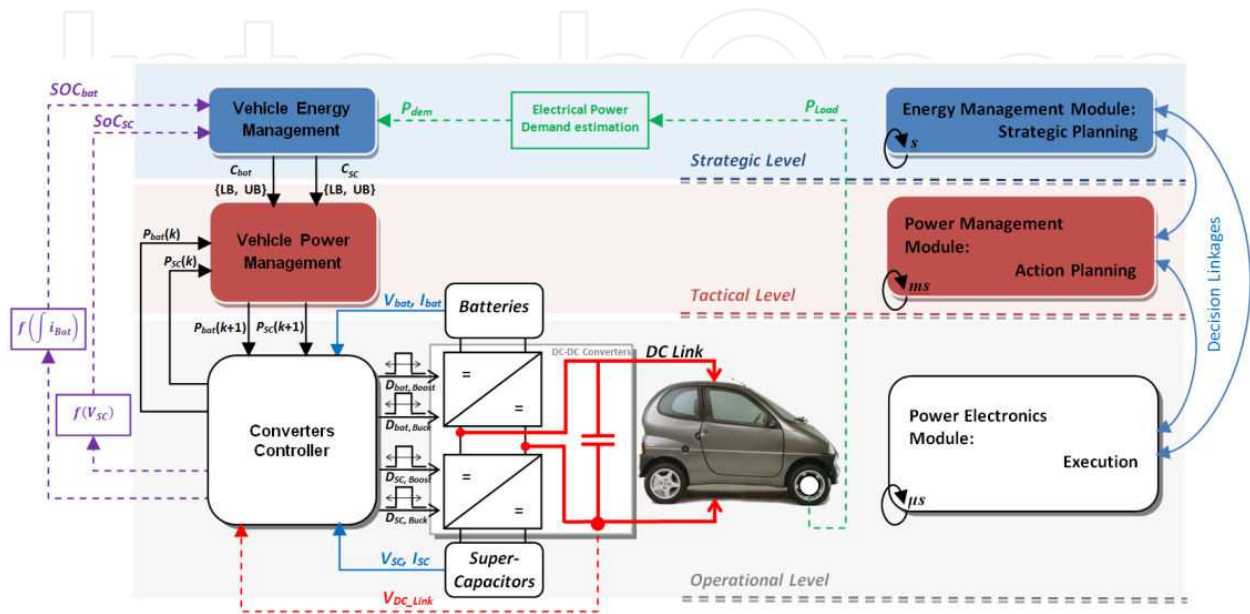 IntechOpen
SOCbat
SoCSC
Vehicle Energy
Management
Pdem
Electrical Power
Demand estimation
PLoad
Energy Management Module:
Strategic Planning
s
Strategic Level
Cbat
{LB, UB}
CSC
{LB, UB}
Pbat(k)
PSC(k)
Vehicle Power
Management
Power Management
Module:
Action Planning
ms
Tactical Level
Decision Linkages
Pbat(k+1)
PSC(k+1)
Vbat, Ibat
Batteries
f(∫ iBat)
f(VSC)
DC-DC Converters
DC Link
=
=
Dbat, Boost
Dbat, Buck
Converters
Controller
DSC, Boost
DSC, Buck
=
=
Power Electronics
Module:
Execution
μs
VSC, ISC
Super-
Capacitors
VDC_Link
Operational Level